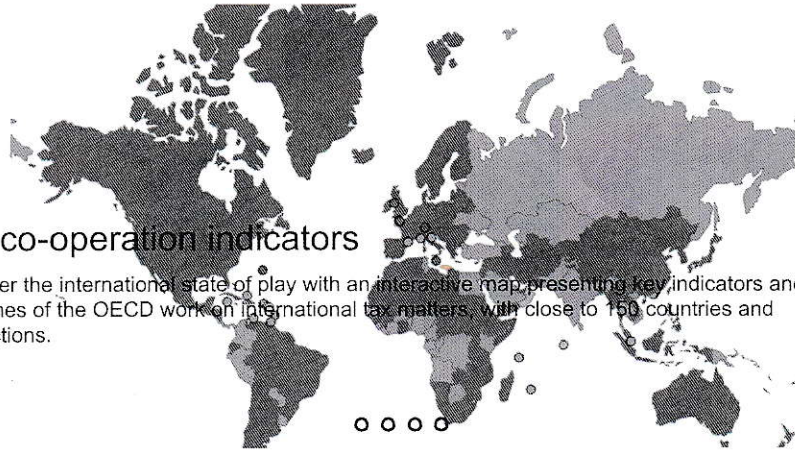 co-operation indicators
er the international state of play with an interactive map presenting key indicators and
nes of the OECD work on international tax matters, with close to 150 countries and
tions.